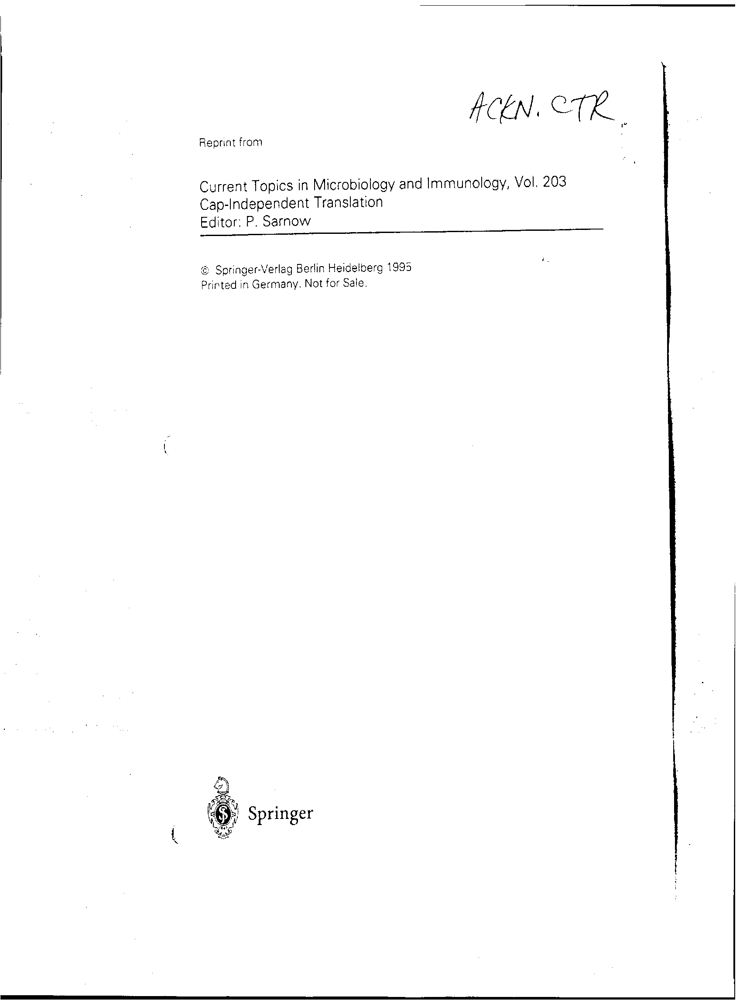 ACKN. CTR.
Reprint from
Current Topics in Microbiology and Immunology, Vol. 203
Cap-Independent Translation
Editor: P. Sarnow
© Springer-Verlag Berlin Heidelberg 1995
Printed in Germany. Not for Sale.
Springer